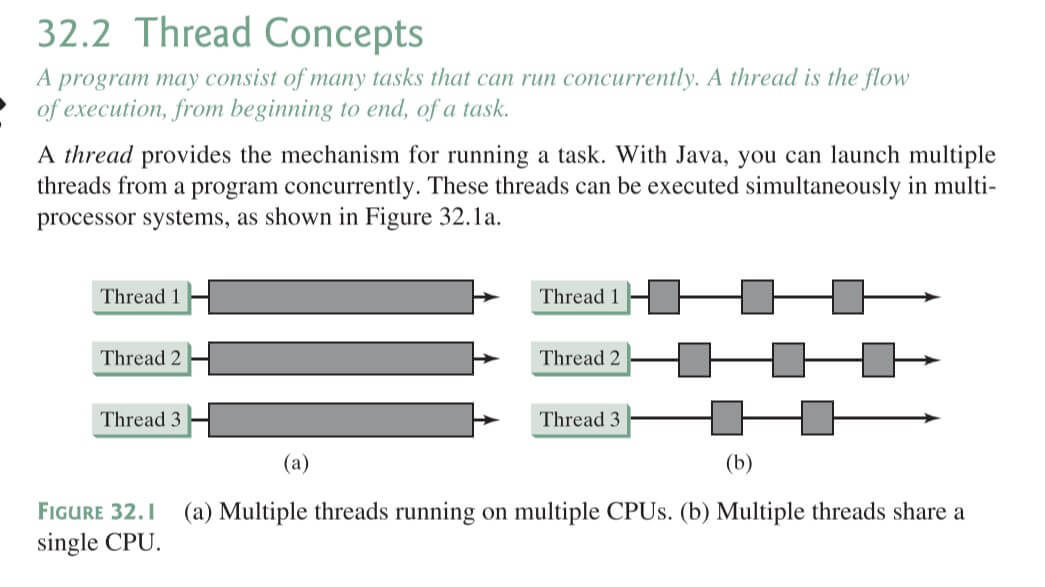 32.2 Thread Concepts
A program may consist of many tasks that can run concurrently. A thread is the flow
of execution, from beginning to end, of a task.
A thread provides the mechanism for running a task. With Java, you can launch multiple
threads from a program concurrently. These threads can be executed simultaneously in multi-
processor systems, as shown in Figure 32.1a.
Thread 1
Thread 2
Thread 3
(a)
Thread 1
Thread 2
Thread 3
(b)
FIGURE 32.1 (a) Multiple threads running on multiple CPUs. (b) Multiple threads share a
single CPU.